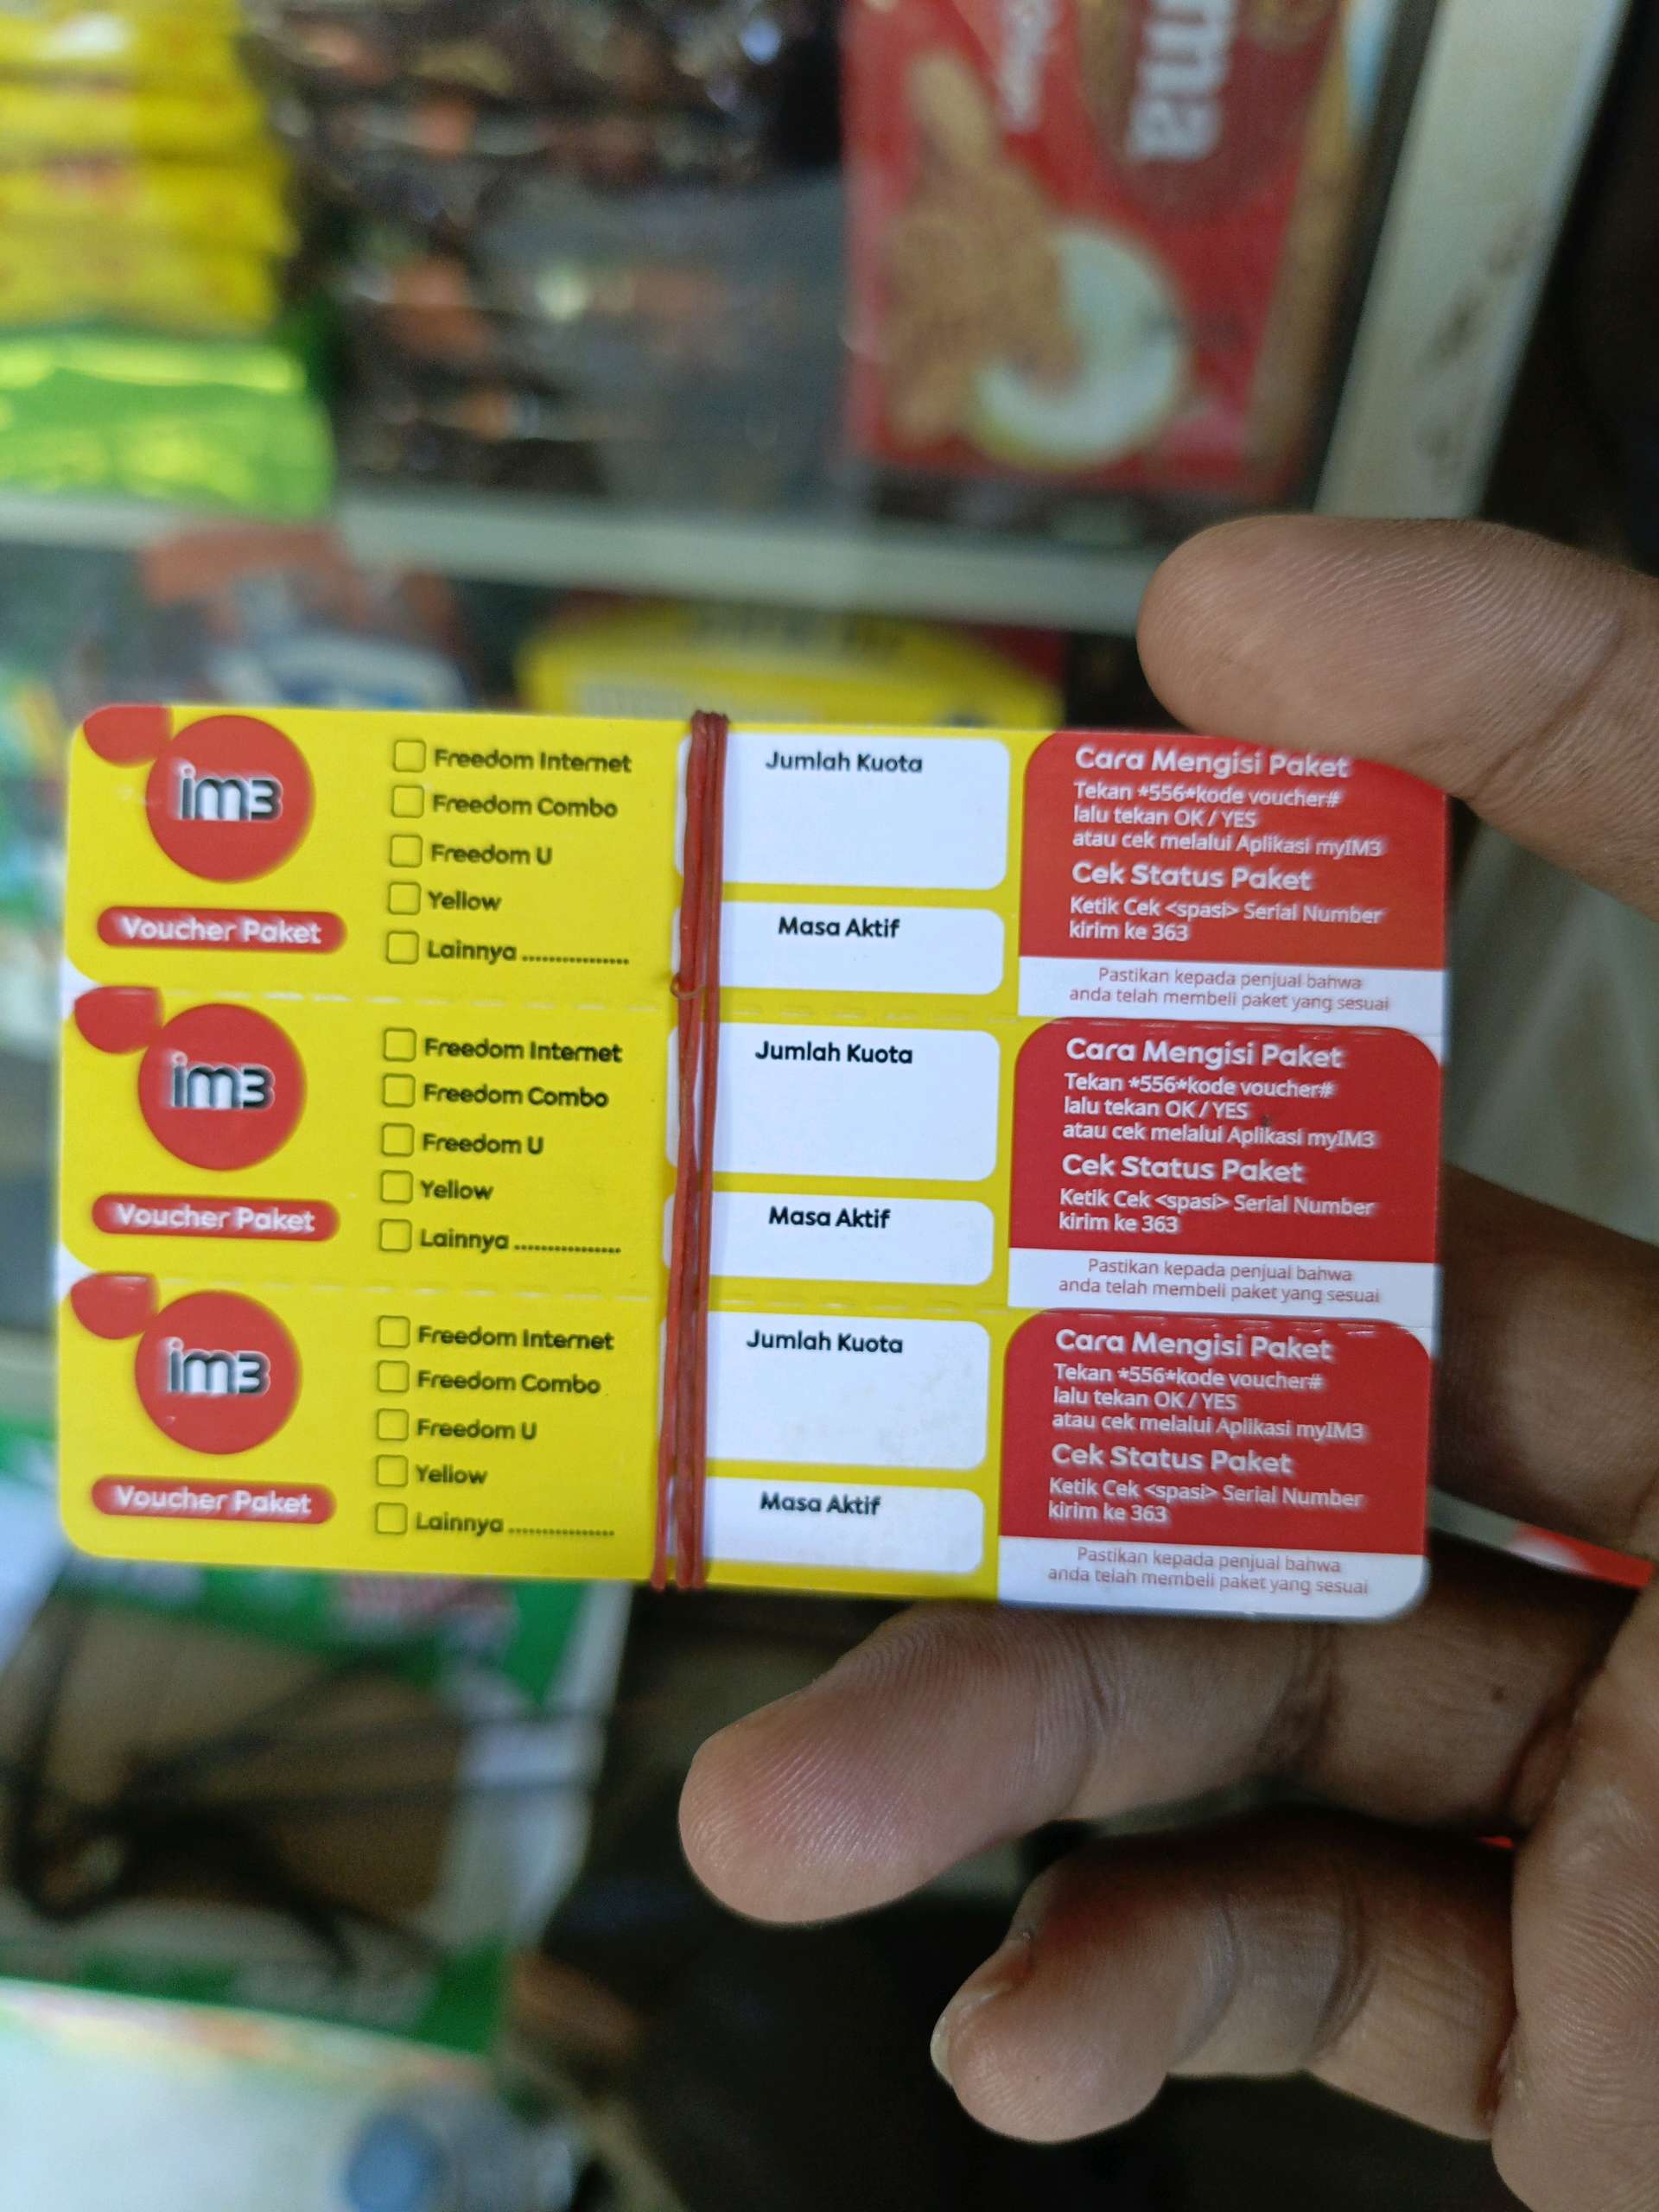 im3
Voucher Paket
Freedom Internet
Freedom Combo
Freedom U
Yellow
Lainnya ................
Jumlah Kuota
Masa Aktif
Cara Mengisi Paket
Tekan *556*kode voucher#
lalu tekan OK / YES
atau cek melalui Aplikasi myIM3
Cek Status Paket
Ketik Cek <spasi> Serial Number
kirim ke 363
Pastikan kepada penjual bahwa
anda telah membeli paket yang sesuai
im3
Voucher Paket
Freedom Internet
Freedom Combo
Freedom U
Yellow
Lainnya ................
Jumlah Kuota
Masa Aktif
Cara Mengisi Paket
Tekan *556*kode voucher#
lalu tekan OK / YES
atau cek melalui Aplikasi myIM3
Cek Status Paket
Ketik Cek <spasi> Serial Number
kirim ke 363
Pastikan kepada penjual bahwa
anda telah membeli paket yang sesuai
im3
Voucher Paket
Freedom Internet
Freedom Combo
Freedom U
Yellow
Lainnya ................
Jumlah Kuota
Masa Aktif
Cara Mengisi Paket
Tekan *556*kode voucher#
lalu tekan OK / YES
atau cek melalui Aplikasi myIM3
Cek Status Paket
Ketik Cek <spasi> Serial Number
kirim ke 363
Pastikan kepada penjual bahwa
anda telah membeli paket yang sesuai